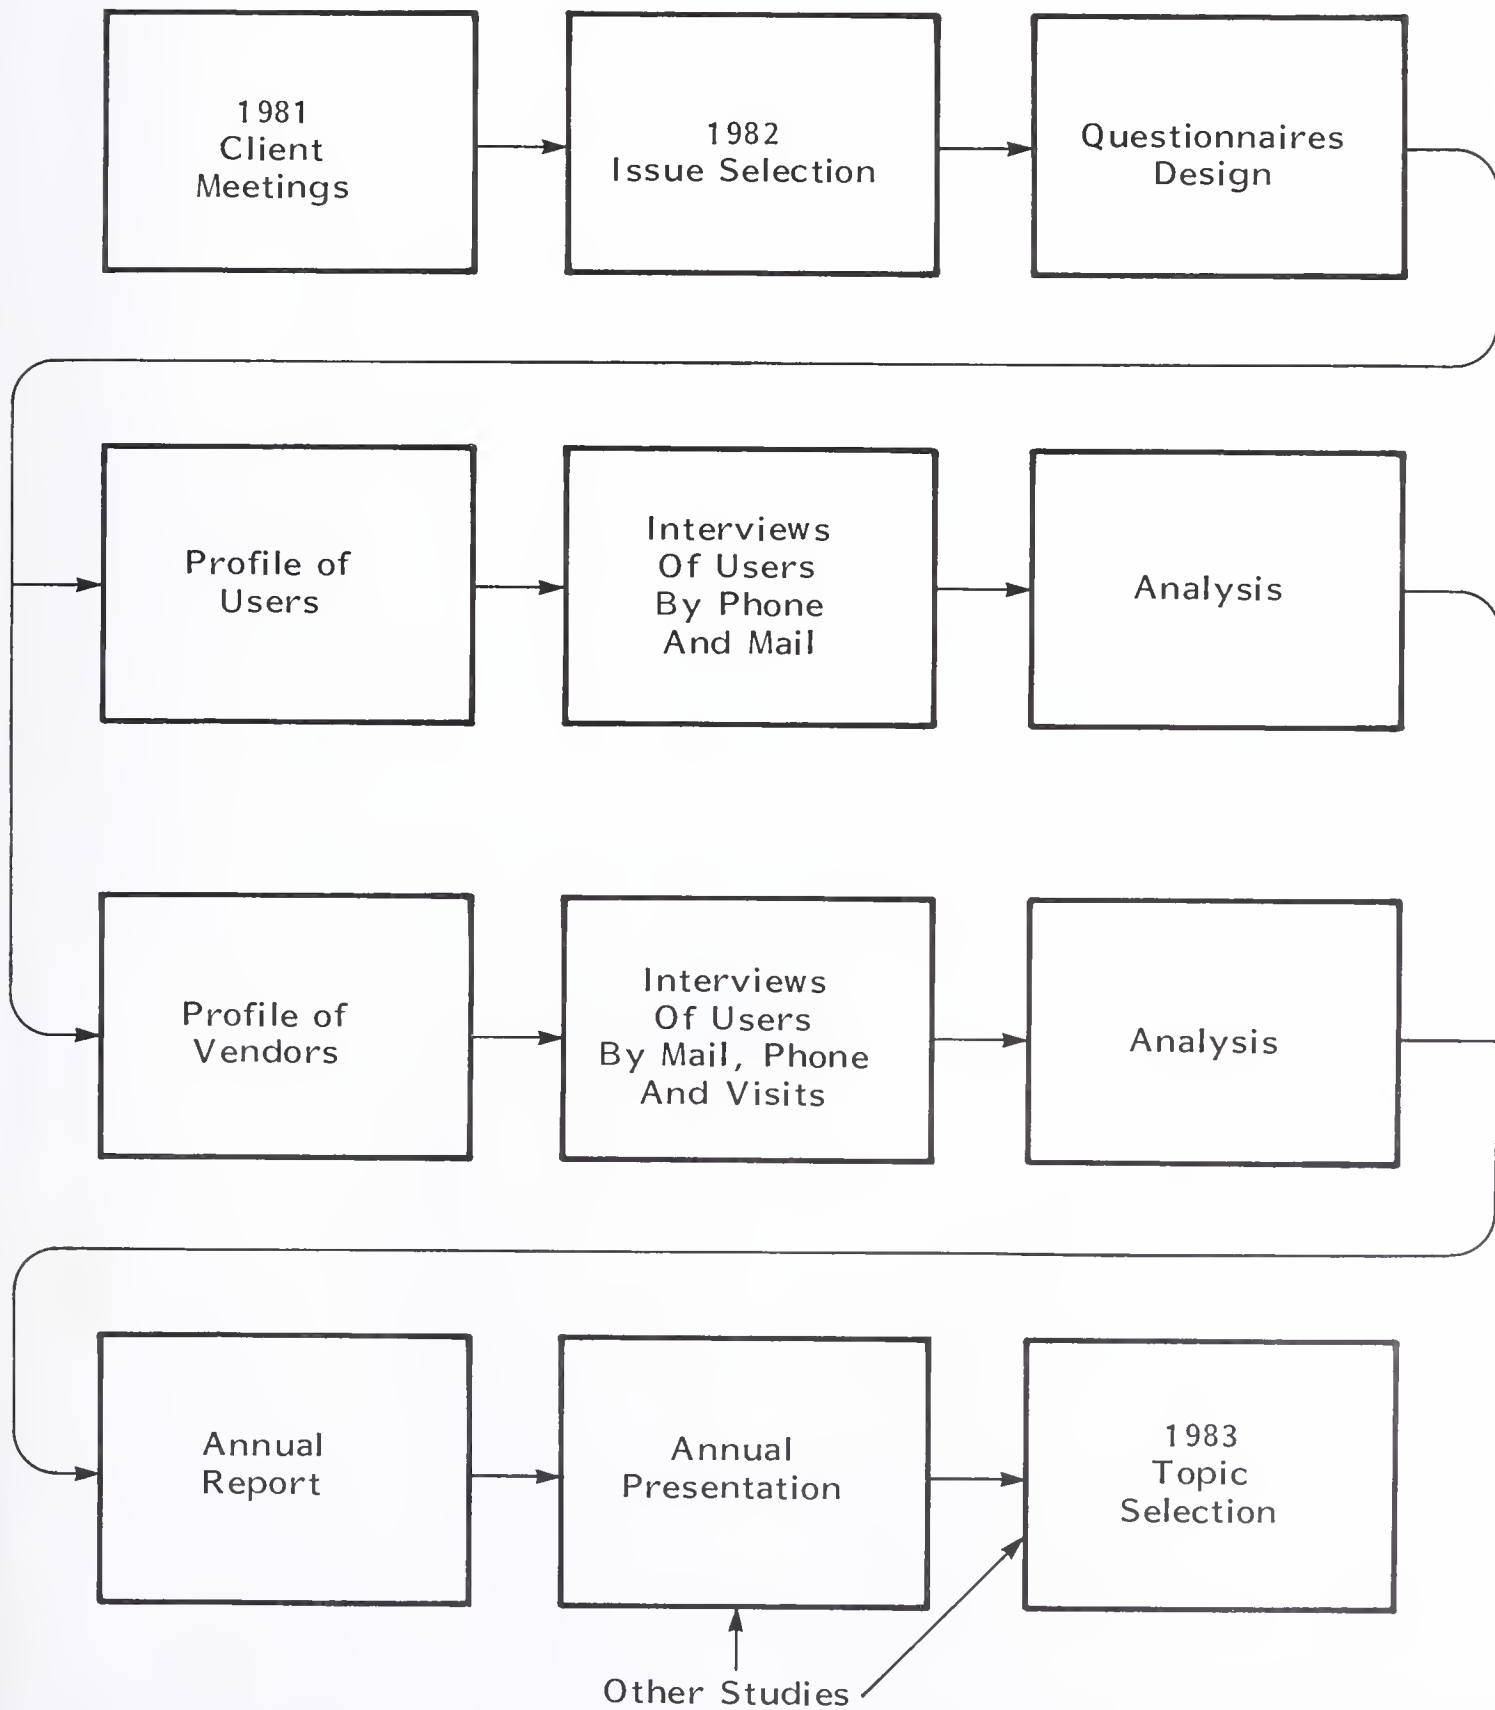 1981
Client
Meetings
1982
Issue Selection
Questionnaires
Design
Profile of
Users
Interviews
Of Users
By Phone
And Mail
Analysis
Profile of
Vendors
Interviews
Of Users
By Mail, Phone
And Visits
Analysis
Annual
Report
Annual
Presentation
1983
Topic
Selection
Other Studies